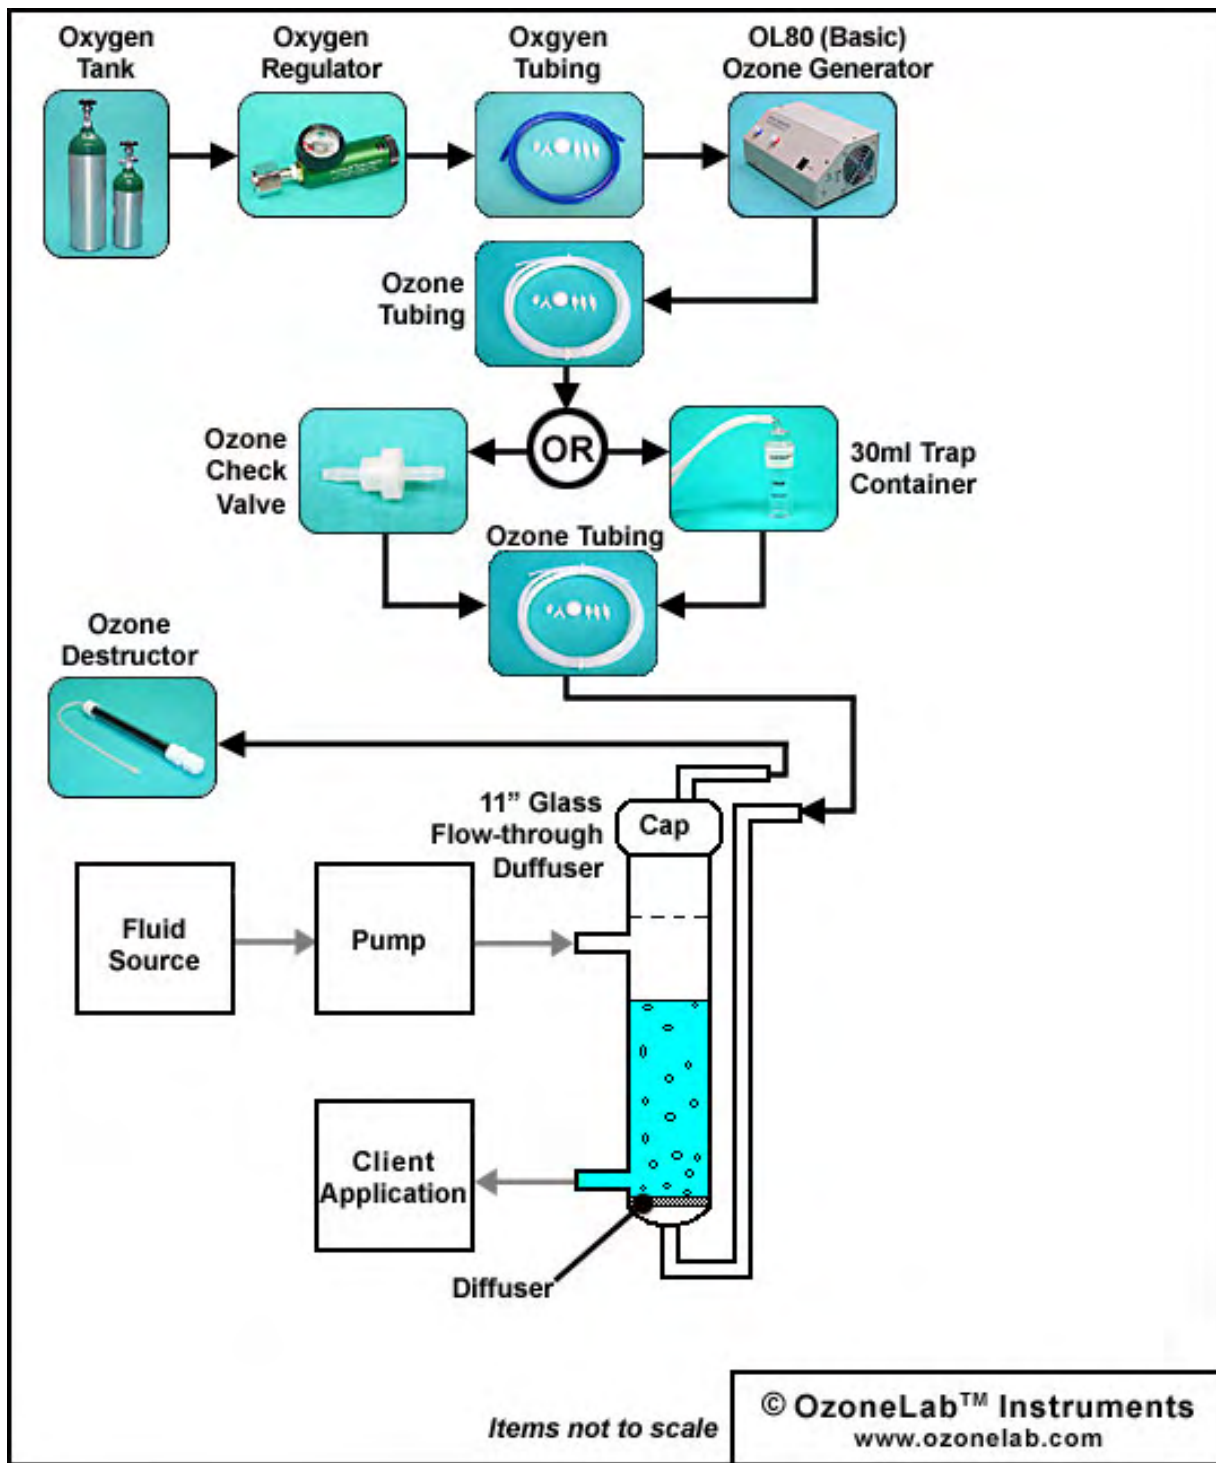 Oxygen
Tank
Oxygen
Regulator
Oxgyen
Tubing
OL80 (Basic)
Ozone Generator
Ozone
Tubing
Ozone
Check
Valve
OR
30ml Trap
Container
Ozone Tubing
Ozone
Destructor
11” Glass
Flow-through
Duffuser
Cap
Fluid
Source
Pump
Client
Application
Diffuser
Items not to scale
© OzoneLab™ Instruments
www.ozonelab.com